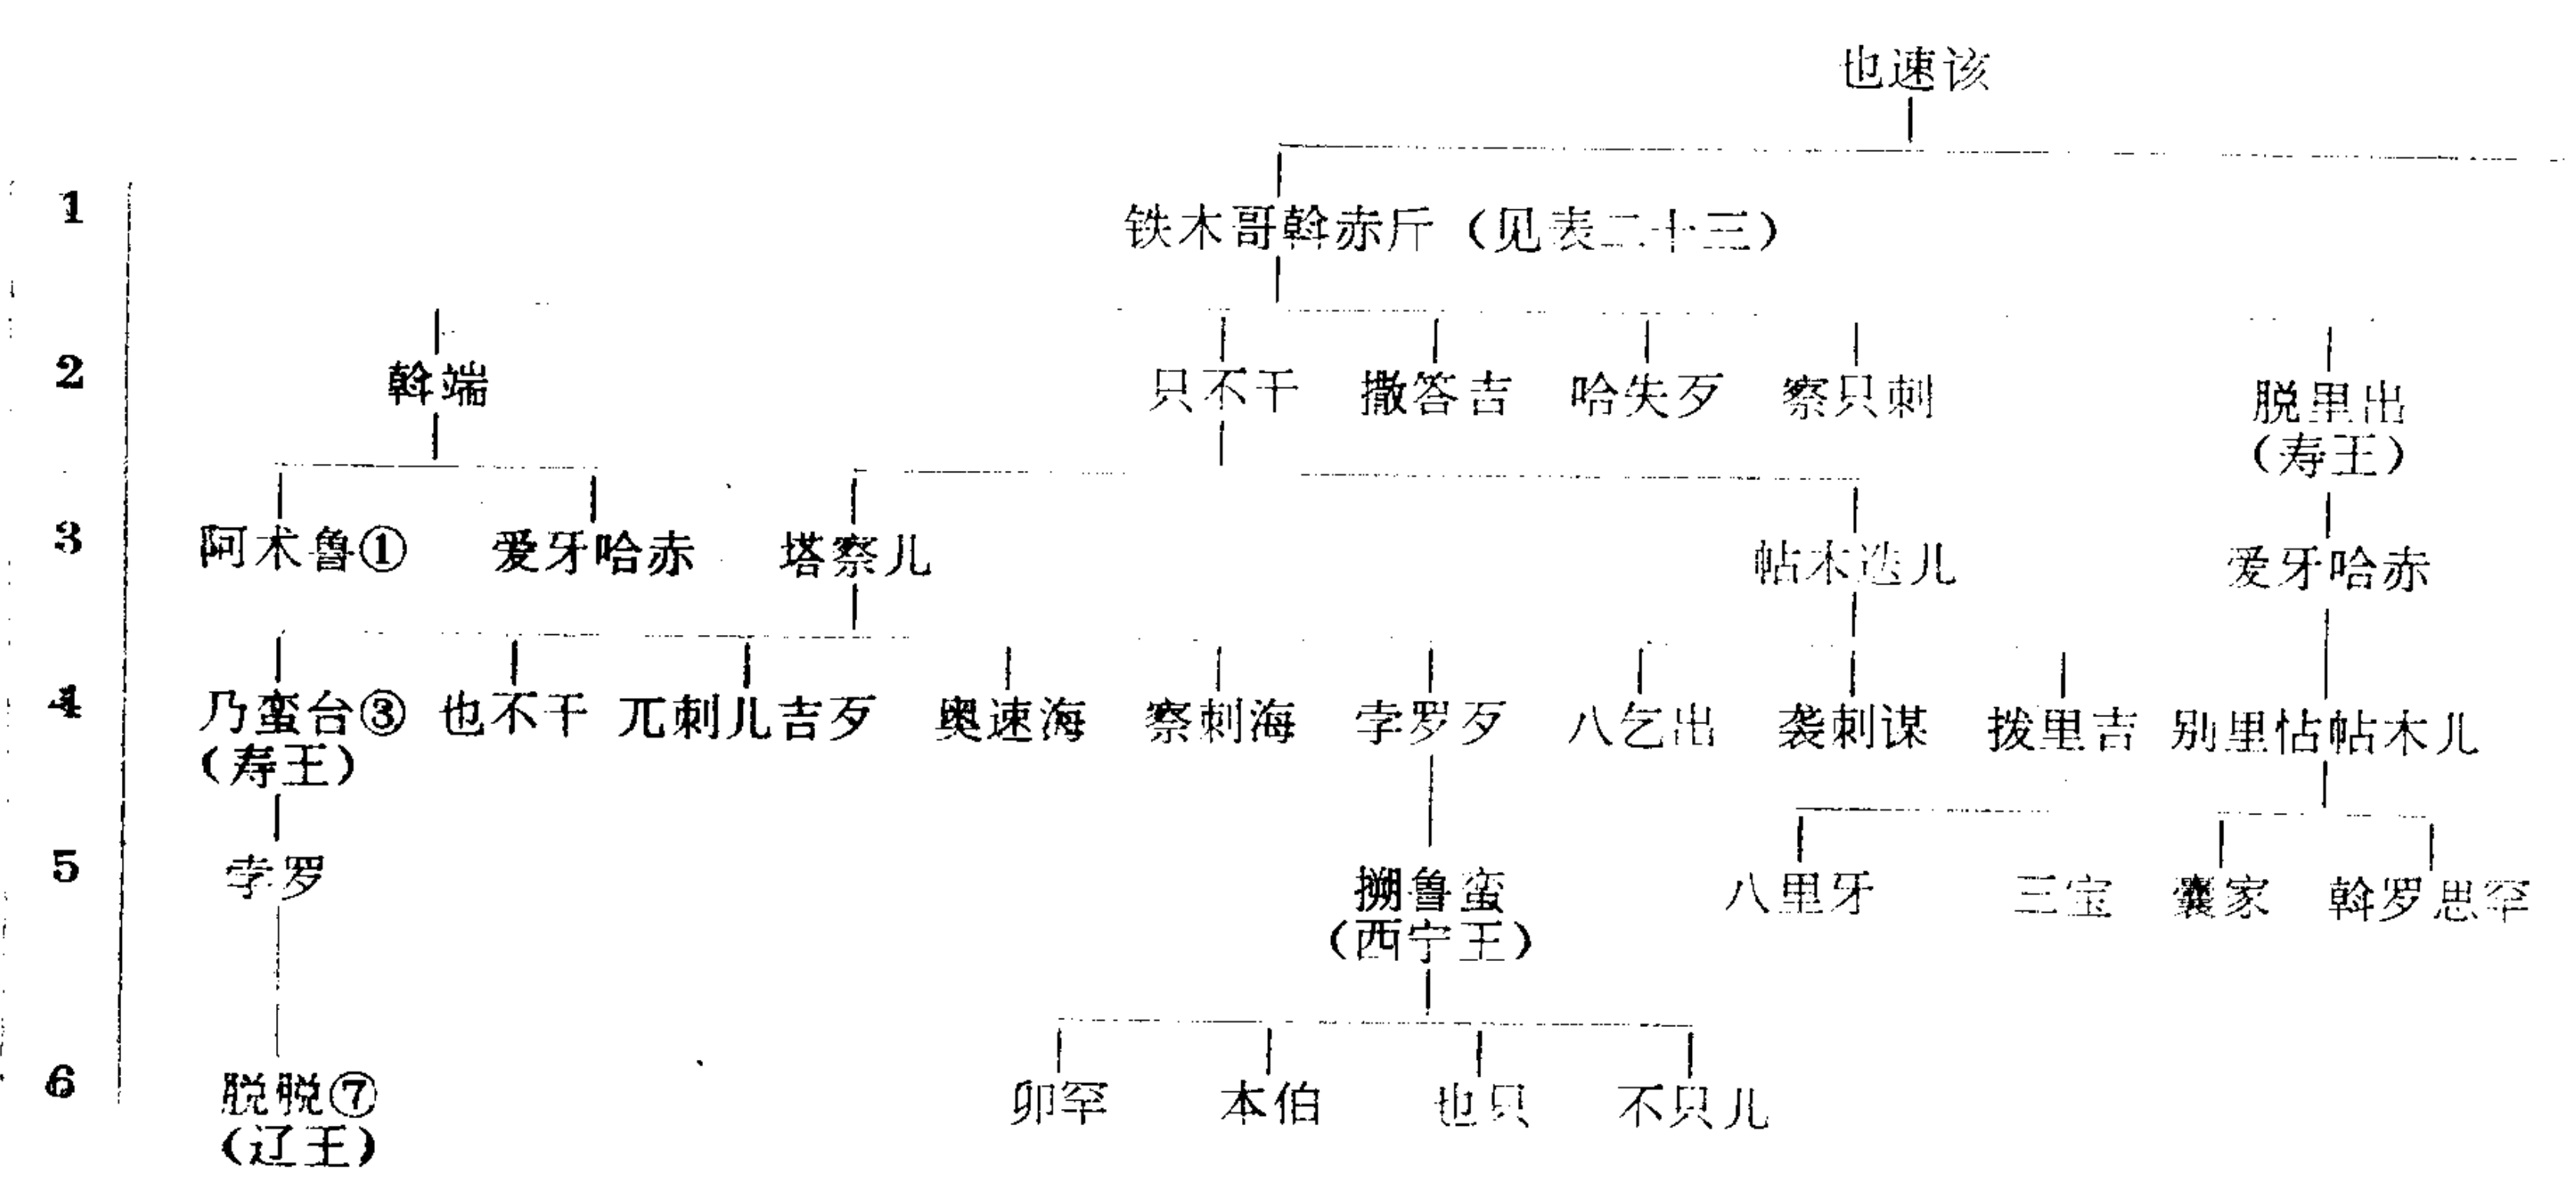 也速该
1 铁木哥斡赤斤（见表二十三）
2 斡端 只不干 撒答吉 哈失歹 察只剌 脱里出
（寿王）
3 阿术鲁① 爱牙哈赤 塔察儿 帖木迭儿 爱牙哈赤
4 乃蛮台③ 也不干 兀剌儿吉歹 奥速海 察剌海 孛罗歹 八乞出 袭剌谋 拨里吉 别里怗帖木儿
（寿王）
5 孛罗 搠鲁蛮 八里牙 三宝 囊家 斡罗思罕
（西宁王）
6 脱脱⑦ 卯罕 本伯 也只 不只儿
（辽王）